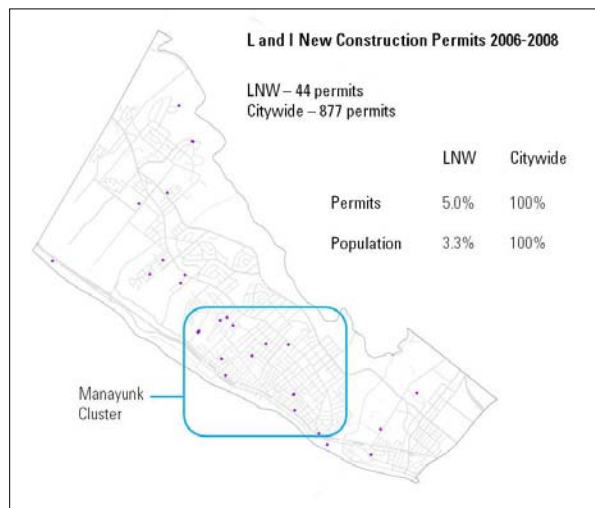 L and I New Construction Permits 2006-2008
LNW – 44 permits
Citywide – 877 permits
LNW Citywide
Permits 5.0% 100%
Population 3.3% 100%
Manayunk
Cluster